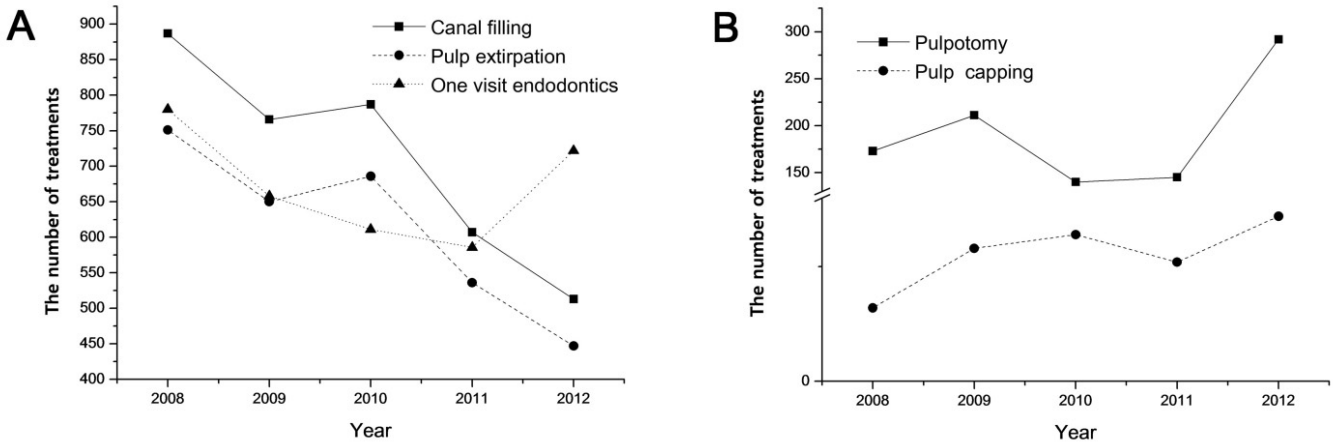 A
The number of treatments
900
850
800
750
700
650
600
550
500
450
400
Canal filling
Pulp extirpation
One visit endodontics
2008 2009 2010 2011 2012
Year
B
The number of treatments
300
250
200
150
0
Pulpotomy
Pulp capping
2008 2009 2010 2011 2012
Year